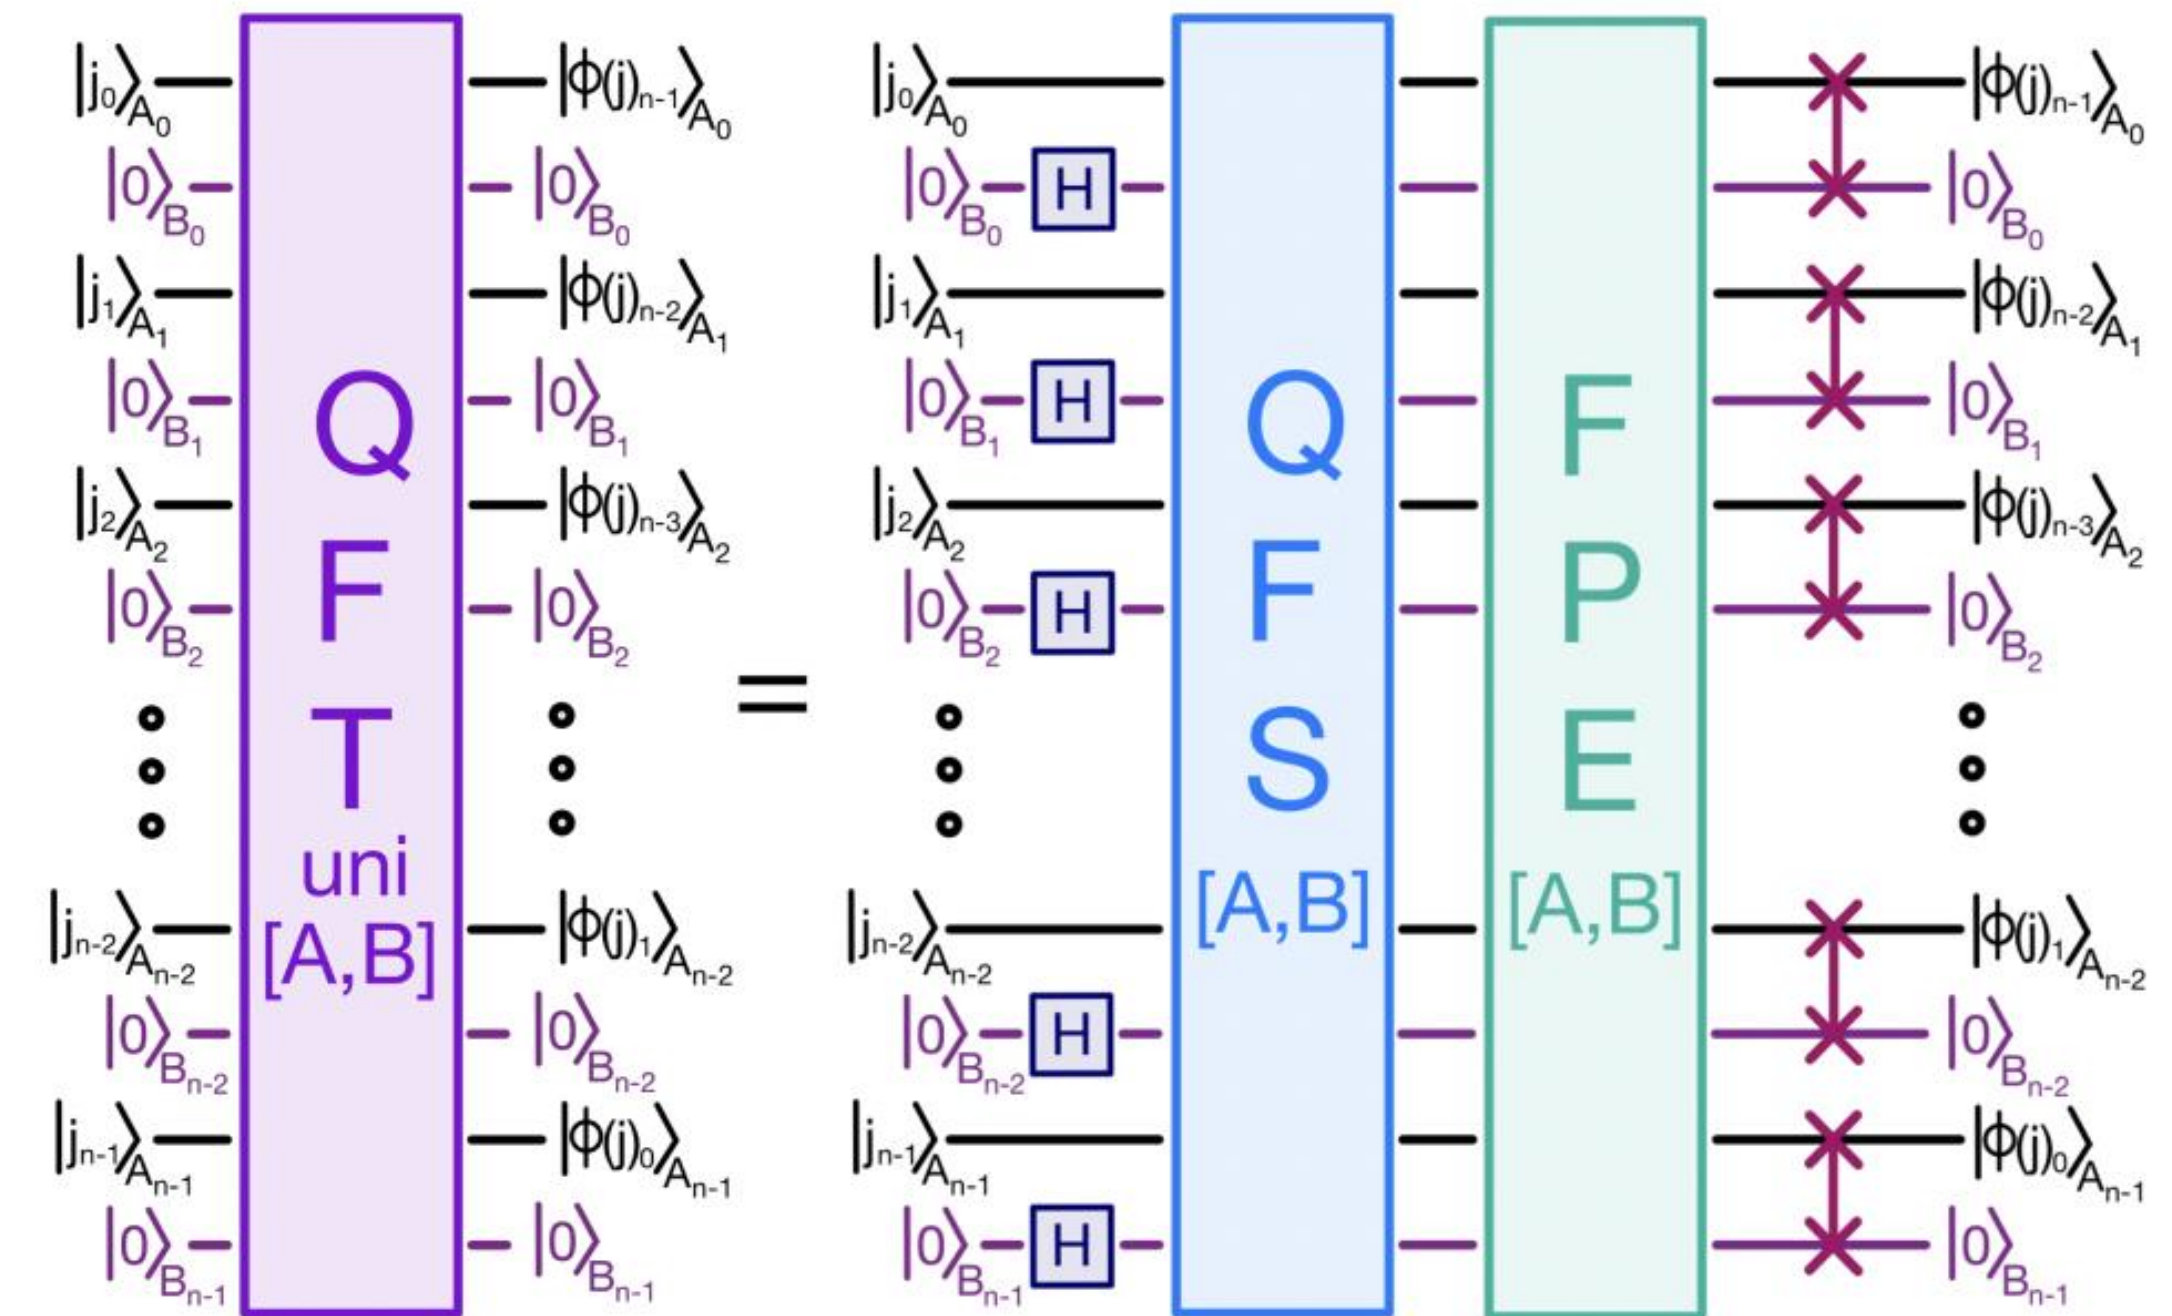 |j₀⟩A₀ |ϕ(j)ₙ₋₁⟩A₀ |j₀⟩A₀ |ϕ(j)ₙ₋₁⟩A₀
|0⟩B₀ |0⟩B₀ |0⟩B₀ H |0⟩B₀
|j₁⟩A₁ |ϕ(j)ₙ₋₂⟩A₁ |j₁⟩A₁ |ϕ(j)ₙ₋₂⟩A₁
|0⟩B₁ |0⟩B₁ |0⟩B₁ H |0⟩B₁
|j₂⟩A₂ |ϕ(j)ₙ₋₃⟩A₂ |j₂⟩A₂ |ϕ(j)ₙ₋₃⟩A₂
|0⟩B₂ |0⟩B₂ |0⟩B₂ H |0⟩B₂
=
|jₙ₋₂⟩Aₙ₋₂ |ϕ(j)₁⟩Aₙ₋₂ |jₙ₋₂⟩Aₙ₋₂ |ϕ(j)₁⟩Aₙ₋₂
|0⟩Bₙ₋₂ |0⟩Bₙ₋₂ |0⟩Bₙ₋₂ H |0⟩Bₙ₋₂
|jₙ₋₁⟩Aₙ₋₁ |ϕ(j)₀⟩Aₙ₋₁ |jₙ₋₁⟩Aₙ₋₁ |ϕ(j)₀⟩Aₙ₋₁
|0⟩Bₙ₋₁ |0⟩Bₙ₋₁ |0⟩Bₙ₋₁ H |0⟩Bₙ₋₁
Q
F
T
uni
[A,B]
Q
F
S
[A,B]
F
P
E
[A,B]